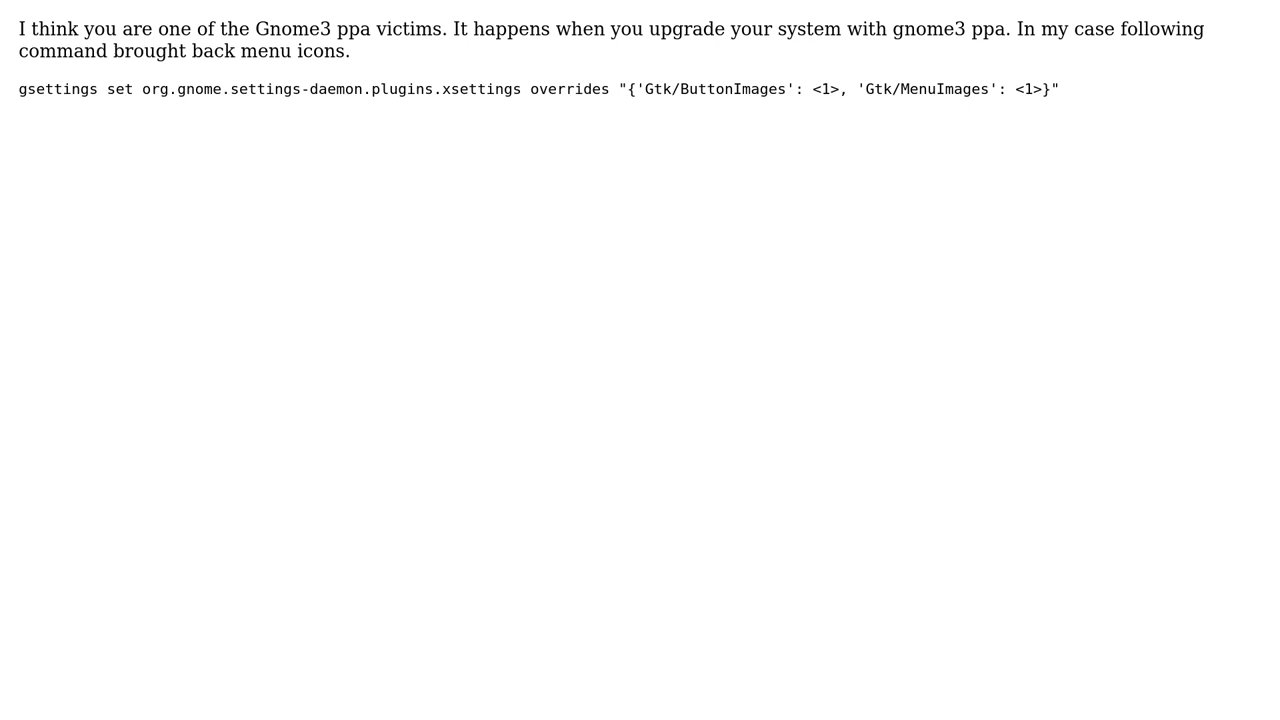 I think you are one of the Gnome3 ppa victims. It happens when you upgrade your system with gnome3 ppa. In my case following
command brought back menu icons.
gsettings set org.gnome.settings-daemon.plugins.xsettings overrides "{'Gtk/ButtonImages': <1>, 'Gtk/MenuImages': <1>}"